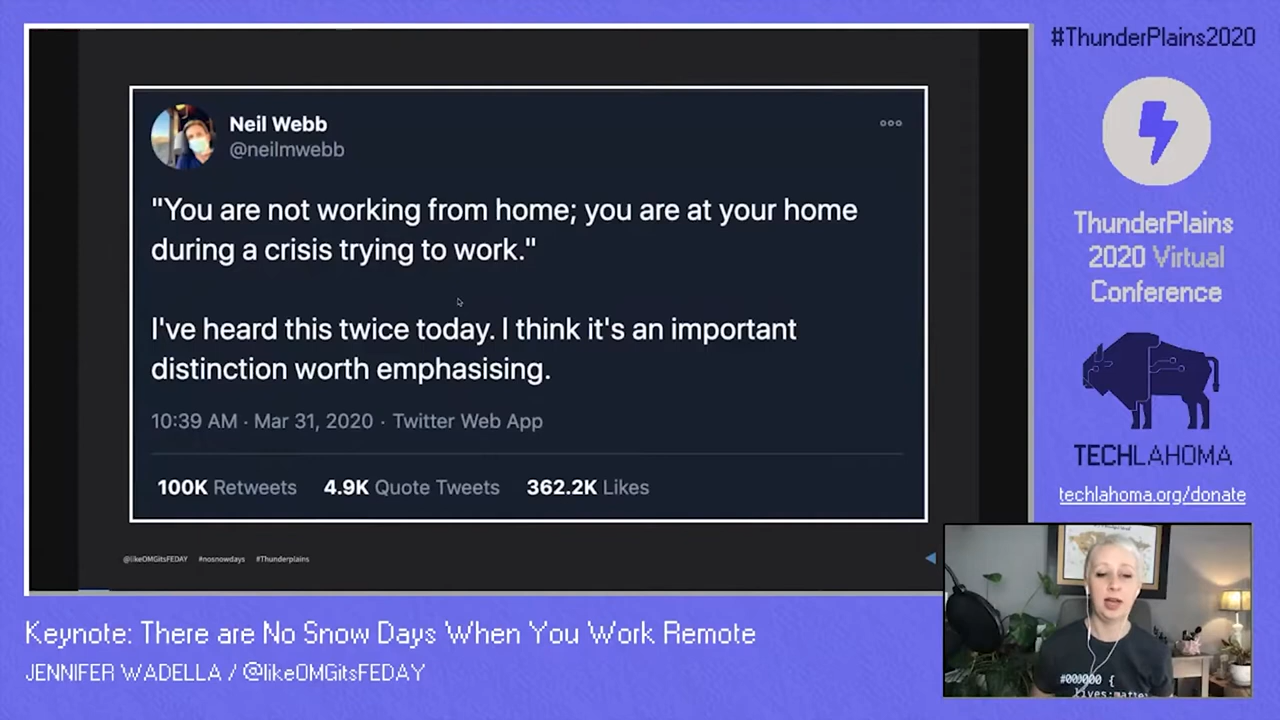 #ThunderPlains2020
Neil Webb
@neilmwebb
"You are not working from home; you are at your home
during a crisis trying to work."
I've heard this twice today. I think it's an important
distinction worth emphasising.
10:39 AM · Mar 31, 2020 · Twitter Web App
100K Retweets 4.9K Quote Tweets 362.2K Likes
@likeOMGitsFEDAY #nosnowdays #Thunderplains
ThunderPlains
2020 Virtual
Conference
TECHLAHOMA
techlahoma.org/donate
#000000 {
lives:matter
Keynote: There are No Snow Days When You Work Remote
JENNIFER WADELLA / @likeOMGitsFEDAY